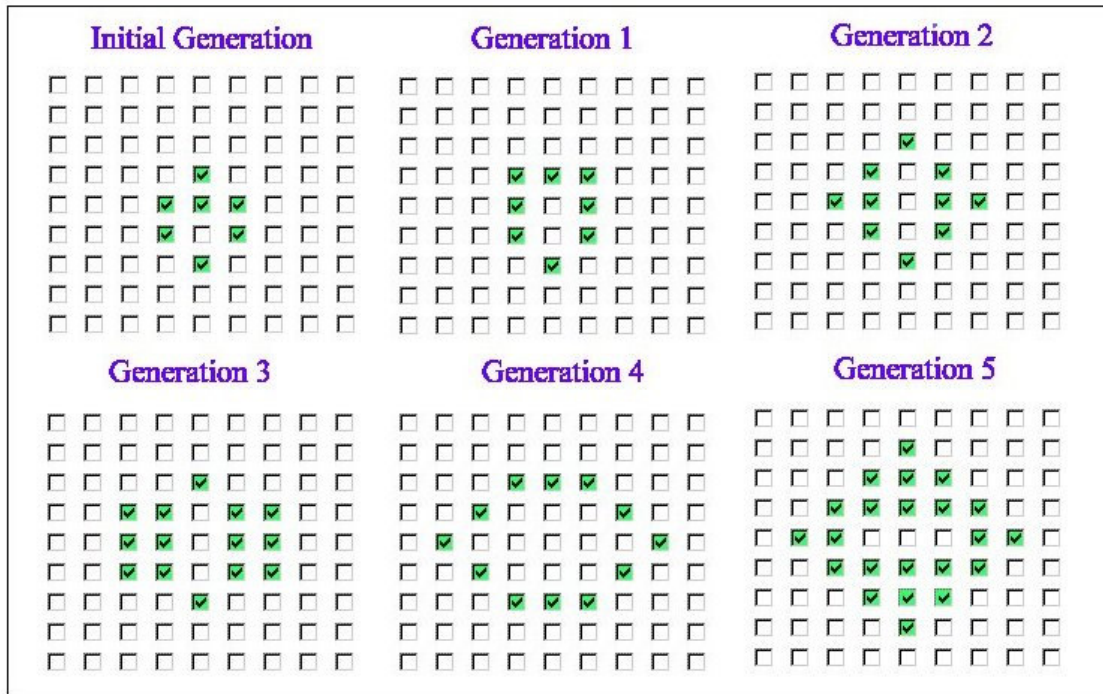 Initial Generation
Generation 1
Generation 2
Generation 3
Generation 4
Generation 5